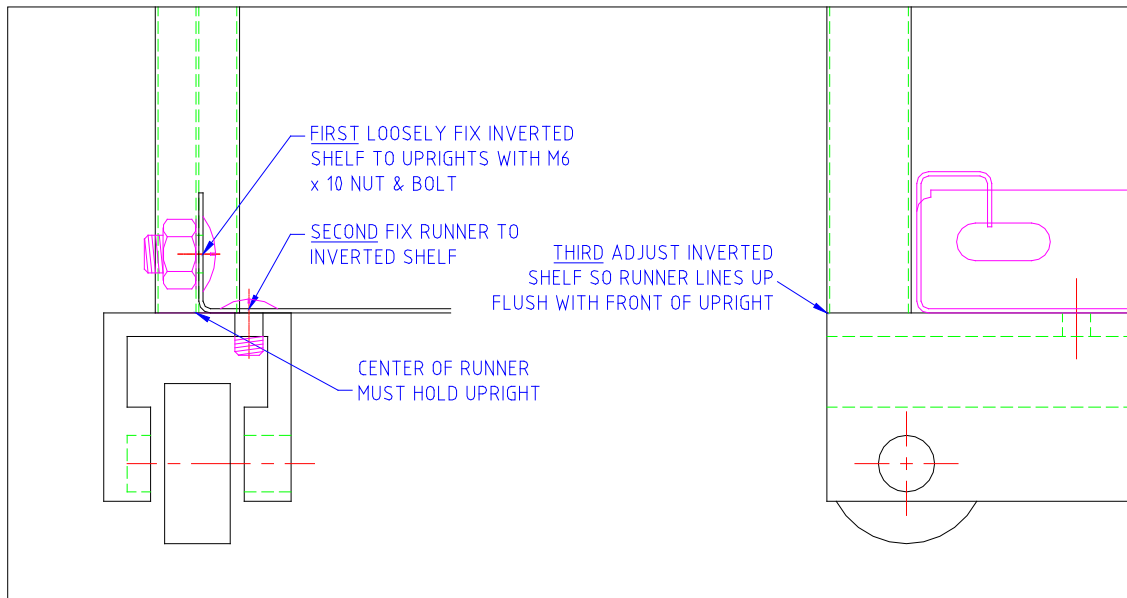 FIRST LOOSELY FIX INVERTED
SHELF TO UPRIGHTS WITH M6
x 10 NUT & BOLT
SECOND FIX RUNNER TO
INVERTED SHELF
THIRD ADJUST INVERTED
SHELF SO RUNNER LINES UP
FLUSH WITH FRONT OF UPRIGHT
CENTER OF RUNNER
MUST HOLD UPRIGHT